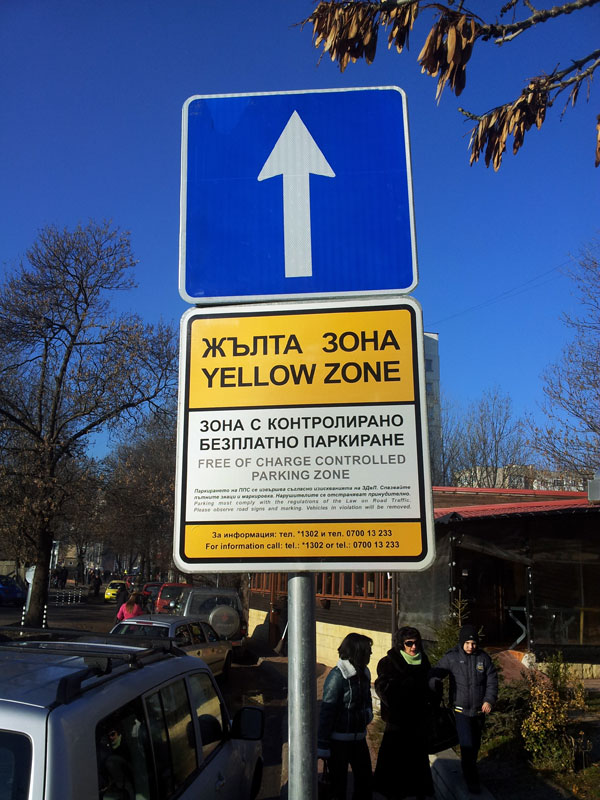 ЖЪЛТА ЗОНА
YELLOW ZONE
ЗОНА С КОНТРОЛИРАНО
БЕЗПЛАТНО ПАРКИРАНЕ
FREE OF CHARGE CONTROLLED
PARKING ZONE
Паркирането на ППС се извършва съгласно изискванията на ЗДвП. Спазвайте
пътните знаци и маркировка. Нарушителите се отстраняват принудително.
Parking must comply with the regulations of the Law on Road Traffic.
Please observe road signs and marking. Vehicles in violation will be removed.
За информация: тел. *1302 и тел. 0700 13 233
For information call: tel.: *1302 or tel.: 0700 13 233